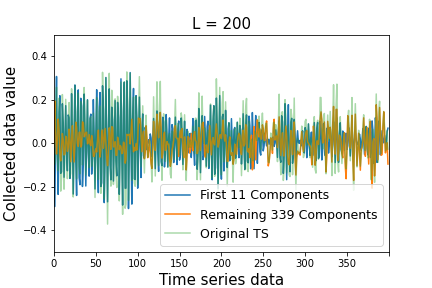 L = 200
Collected data value
0.4
0.2
0.0
−0.2
−0.4
First 11 Components
Remaining 339 Components
Original TS
0 50 100 150 200 250 300 350
Time series data